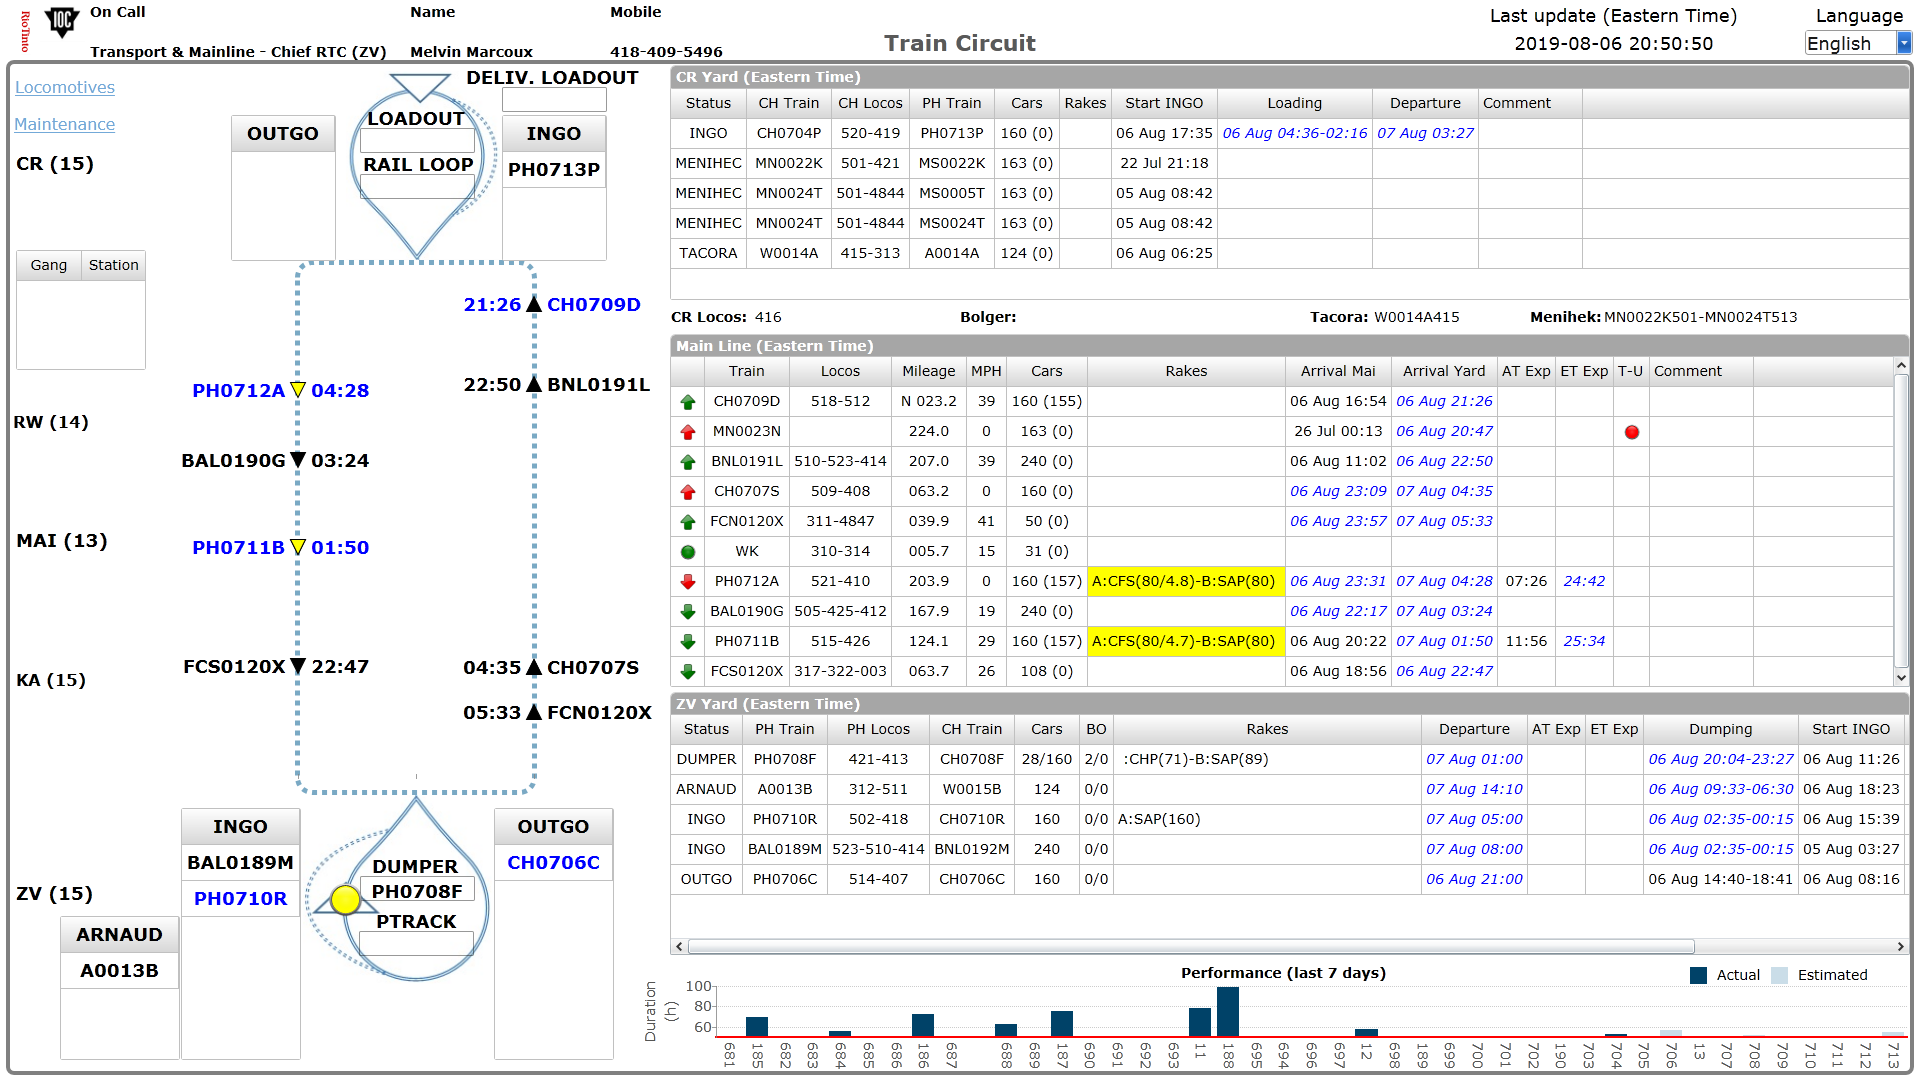 RioTinto
IOC
On Call Name Mobile
Transport & Mainline - Chief RTC (ZV) Melvin Marcoux 418-409-5496
Train Circuit
Last update (Eastern Time)
2019-08-06 20:50:50
Language
English
Locomotives
Maintenance
CR (15)
Gang Station
RW (14)
MAI (13)
KA (15)
ZV (15)
DELIV. LOADOUT
OUTGO
LOADOUT
RAIL LOOP
INGO
PH0713P
21:26 CH0709D
PH0712A 04:28
22:50 BNL0191L
BAL0190G 03:24
PH0711B 01:50
FCS0120X 22:47
04:35 CH0707S
05:33 FCN0120X
INGO
BAL0189M
PH0710R
DUMPER
PH0708F
PTRACK
OUTGO
CH0706C
ARNAUD
A0013B
CR Yard (Eastern Time)
Status CH Train CH Locos PH Train Cars Rakes Start INGO Loading Departure Comment
INGO CH0704P 520-419 PH0713P 160 (0) 06 Aug 17:35 06 Aug 04:36-02:16 07 Aug 03:27
MENIHEC MN0022K 501-421 MS0022K 163 (0) 22 Jul 21:18
MENIHEC MN0024T 501-4844 MS0005T 163 (0) 05 Aug 08:42
MENIHEC MN0024T 501-4844 MS0024T 163 (0) 05 Aug 08:42
TACORA W0014A 415-313 A0014A 124 (0) 06 Aug 06:25
CR Locos: 416 Bolger: Tacora: W0014A415 Menihek: MN0022K501-MN0024T513
Main Line (Eastern Time)
Train Locos Mileage MPH Cars Rakes Arrival Mai Arrival Yard AT Exp ET Exp T-U Comment
CH0709D 518-512 N 023.2 39 160 (155) 06 Aug 16:54 06 Aug 21:26
MN0023N 224.0 0 163 (0) 26 Jul 00:13 06 Aug 20:47
BNL0191L 510-523-414 207.0 39 240 (0) 06 Aug 11:02 06 Aug 22:50
CH0707S 509-408 063.2 0 160 (0) 06 Aug 23:09 07 Aug 04:35
FCN0120X 311-4847 039.9 41 50 (0) 06 Aug 23:57 07 Aug 05:33
WK 310-314 005.7 15 31 (0)
PH0712A 521-410 203.9 0 160 (157) A:CFS(80/4.8)-B:SAP(80) 06 Aug 23:31 07 Aug 04:28 07:26 24:42
BAL0190G 505-425-412 167.9 19 240 (0) 06 Aug 22:17 07 Aug 03:24
PH0711B 515-426 124.1 29 160 (157) A:CFS(80/4.7)-B:SAP(80) 06 Aug 20:22 07 Aug 01:50 11:56 25:34
FCS0120X 317-322-003 063.7 26 108 (0) 06 Aug 18:56 06 Aug 22:47
ZV Yard (Eastern Time)
Status PH Train PH Locos CH Train Cars BO Rakes Departure AT Exp ET Exp Dumping Start INGO
DUMPER PH0708F 421-413 CH0708F 28/160 2/0 :CHP(71)-B:SAP(89) 07 Aug 01:00 06 Aug 20:04-23:27 06 Aug 11:26
ARNAUD A0013B 312-511 W0015B 124 0/0 07 Aug 14:10 06 Aug 09:33-06:30 06 Aug 18:23
INGO PH0710R 502-418 CH0710R 160 0/0 A:SAP(160) 07 Aug 05:00 06 Aug 02:35-00:15 06 Aug 15:39
INGO BAL0189M 523-510-414 BNL0192M 240 0/0 07 Aug 08:00 06 Aug 02:35-00:15 05 Aug 03:27
OUTGO PH0706C 514-407 CH0706C 160 0/0 06 Aug 21:00 06 Aug 14:40-18:41 06 Aug 08:16
Performance (last 7 days)
Actual Estimated
Duration (h)
100
80
60
681 185 682 683 684 685 686 186 687 688 689 187 690 691 692 693 11 188 694 695 696 697 12 698 189 699 700 701 702 190 703 704 705 706 13 707 708 709 710 711 712 713